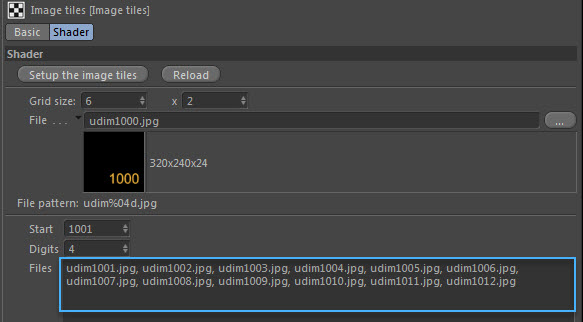 Image tiles [Image tiles]
Basic Shader
Shader
Setup the image tiles Reload
Grid size: 6 x 2
File . . . udim1000.jpg ...
1000 320x240x24
File pattern: udim%04d.jpg
Start 1001
Digits 4
Files udim1001.jpg, udim1002.jpg, udim1003.jpg, udim1004.jpg, udim1005.jpg, udim1006.jpg,
udim1007.jpg, udim1008.jpg, udim1009.jpg, udim1010.jpg, udim1011.jpg, udim1012.jpg